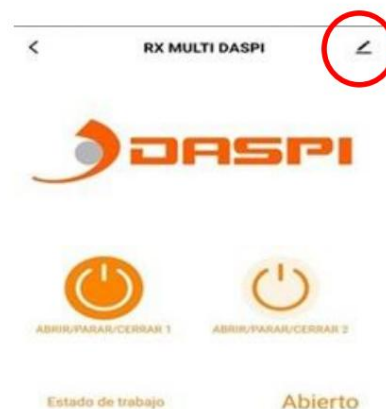 RX MULTI DASPI
DASPI
ABRIR/PARAR/CERRAR 1
ABRIR/PARAR/CERRAR 2
Estado de trabajo
Abierto